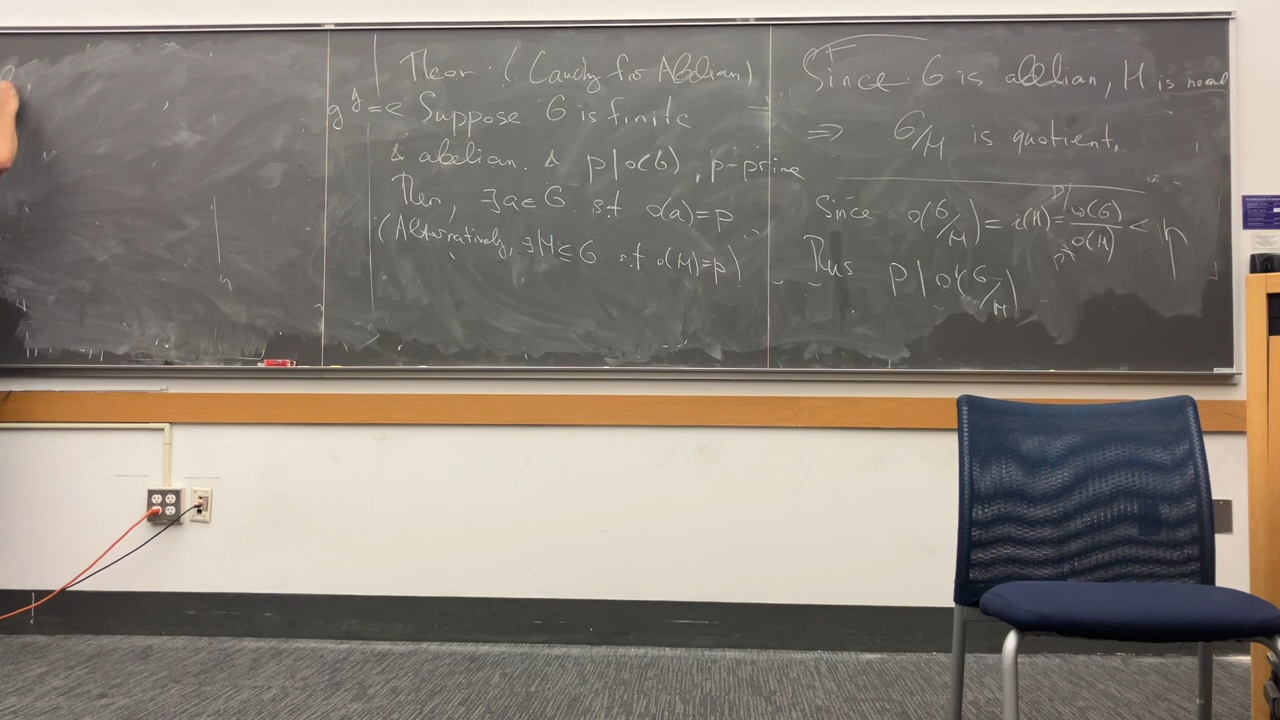 g^y = e
Theor. (Cauchy for Abelian)
Suppose G is finite
& abelian. & p | o(G), p-prime
Then, ∃ a ∈ G s.t o(a) = p
(Alternatively, ∃ H ≤ G s.t o(H) = p)
Since G is abelian, H is normal
⇒ G/H is quotient.
Since o(G/H) = i(H) = o(G)/o(H) < n
Thus p | o(G/H)